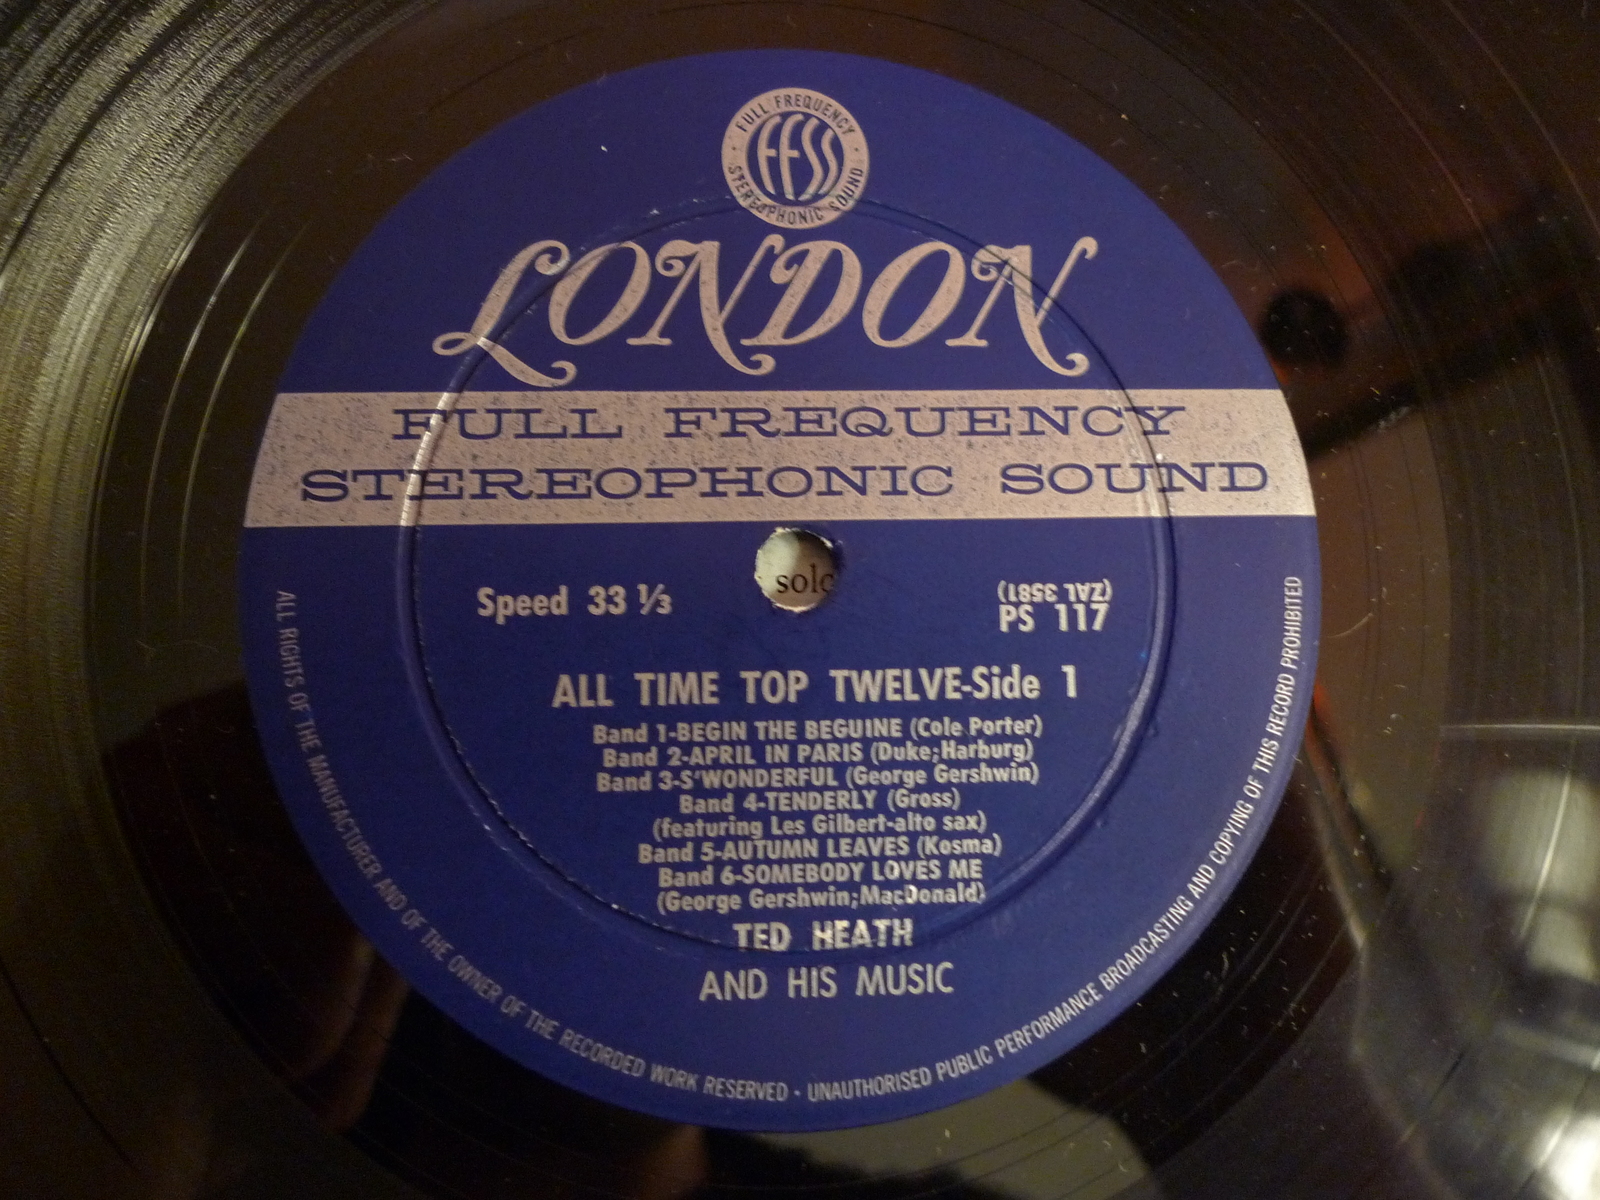 FULL FREQUENCY
FFSS
STEREOPHONIC SOUND
LONDON
FULL FREQUENCY
STEREOPHONIC SOUND
solo
Speed 33 ⅓
(ZAL 3581)
PS 117
ALL TIME TOP TWELVE-Side 1
Band 1-BEGIN THE BEGUINE (Cole Porter)
Band 2-APRIL IN PARIS (Duke;Harburg)
Band 3-S'WONDERFUL (George Gershwin)
Band 4-TENDERLY (Gross)
(featuring Les Gilbert-alto sax)
Band 5-AUTUMN LEAVES (Kosma)
Band 6-SOMEBODY LOVES ME
(George Gershwin;MacDonald)
TED HEATH
AND HIS MUSIC
ALL RIGHTS OF THE MANUFACTURER AND OF THE OWNER OF THE RECORDED WORK RESERVED - UNAUTHORISED PUBLIC PERFORMANCE BROADCASTING AND COPYING OF THIS RECORD PROHIBITED